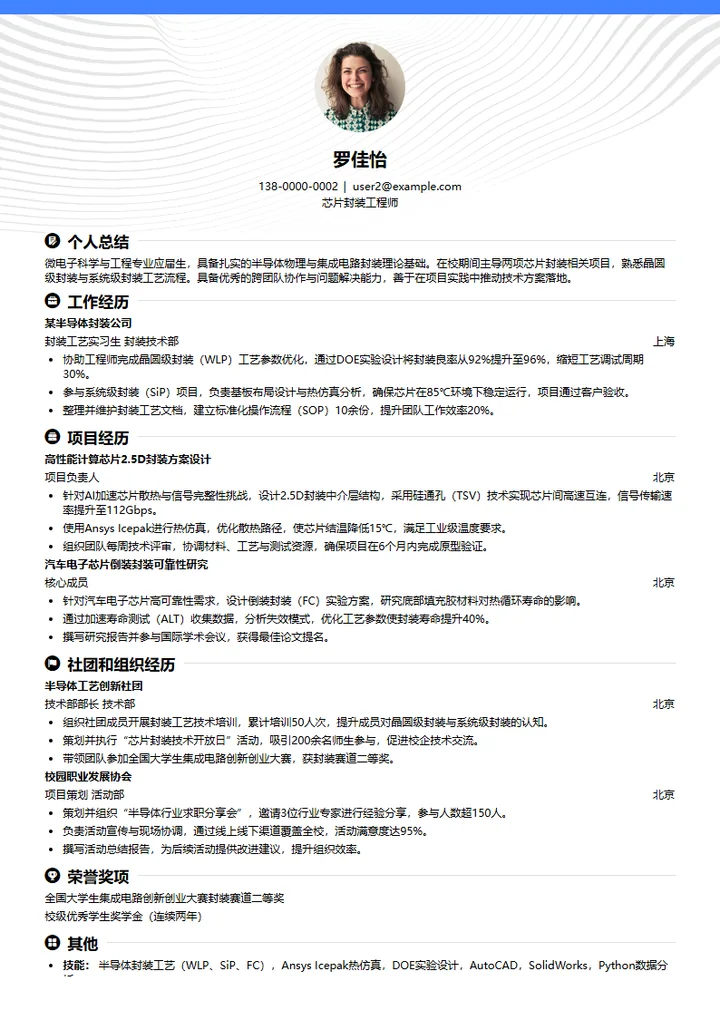 罗佳怡
138-0000-0002 | user2@example.com
芯片封装工程师
个人总结
微电子科学与工程专业应届生，具备扎实的半导体物理与集成电路封装理论基础。在校期间主导两项芯片封装相关项目，熟悉晶圆
级封装与系统级封装工艺流程。具备优秀的跨团队协作与问题解决能力，善于在项目实践中推动技术方案落地。
工作经历
某半导体封装公司
封装工艺实习生 封装技术部 上海
• 协助工程师完成晶圆级封装（WLP）工艺参数优化，通过DOE实验设计将封装良率从92%提升至96%，缩短工艺调试周期
30%。
• 参与系统级封装（SiP）项目，负责基板布局设计与热仿真分析，确保芯片在85℃环境下稳定运行，项目通过客户验收。
• 整理并维护封装工艺文档，建立标准化操作流程（SOP）10余份，提升团队工作效率20%。
项目经历
高性能计算芯片2.5D封装方案设计
项目负责人 北京
• 针对AI加速芯片散热与信号完整性挑战，设计2.5D封装中介层结构，采用硅通孔（TSV）技术实现芯片间高速互连，信号传输速
率提升至112Gbps。
• 使用Ansys Icepak进行热仿真，优化散热路径，使芯片结温降低15℃，满足工业级温度要求。
• 组织团队每周技术评审，协调材料、工艺与测试资源，确保项目在6个月内完成原型验证。
汽车电子芯片倒装封装可靠性研究
核心成员 北京
• 针对汽车电子芯片高可靠性需求，设计倒装封装（FC）实验方案，研究底部填充胶材料对热循环寿命的影响。
• 通过加速寿命测试（ALT）收集数据，分析失效模式，优化工艺参数使封装寿命提升40%。
• 撰写研究报告并参与国际学术会议，获得最佳论文提名。
社团和组织经历
半导体工艺创新社团
技术部部长 技术部 北京
• 组织社团成员开展封装工艺技术培训，累计培训50人次，提升成员对晶圆级封装与系统级封装的认知。
• 策划并执行“芯片封装技术开放日”活动，吸引200余名师生参与，促进校企技术交流。
• 带领团队参加全国大学生集成电路创新创业大赛，获封装赛道二等奖。
校园职业发展协会
项目策划 活动部 北京
• 策划并组织“半导体行业求职分享会”，邀请3位行业专家进行经验分享，参与人数超150人。
• 负责活动宣传与现场协调，通过线上线下渠道覆盖全校，活动满意度达95%。
• 撰写活动总结报告，为后续活动提供改进建议，提升组织效率。
荣誉奖项
全国大学生集成电路创新创业大赛封装赛道二等奖
校级优秀学生奖学金（连续两年）
其他
• 技能： 半导体封装工艺（WLP、SiP、FC），Ansys Icepak热仿真，DOE实验设计，AutoCAD，SolidWorks，Python数据分